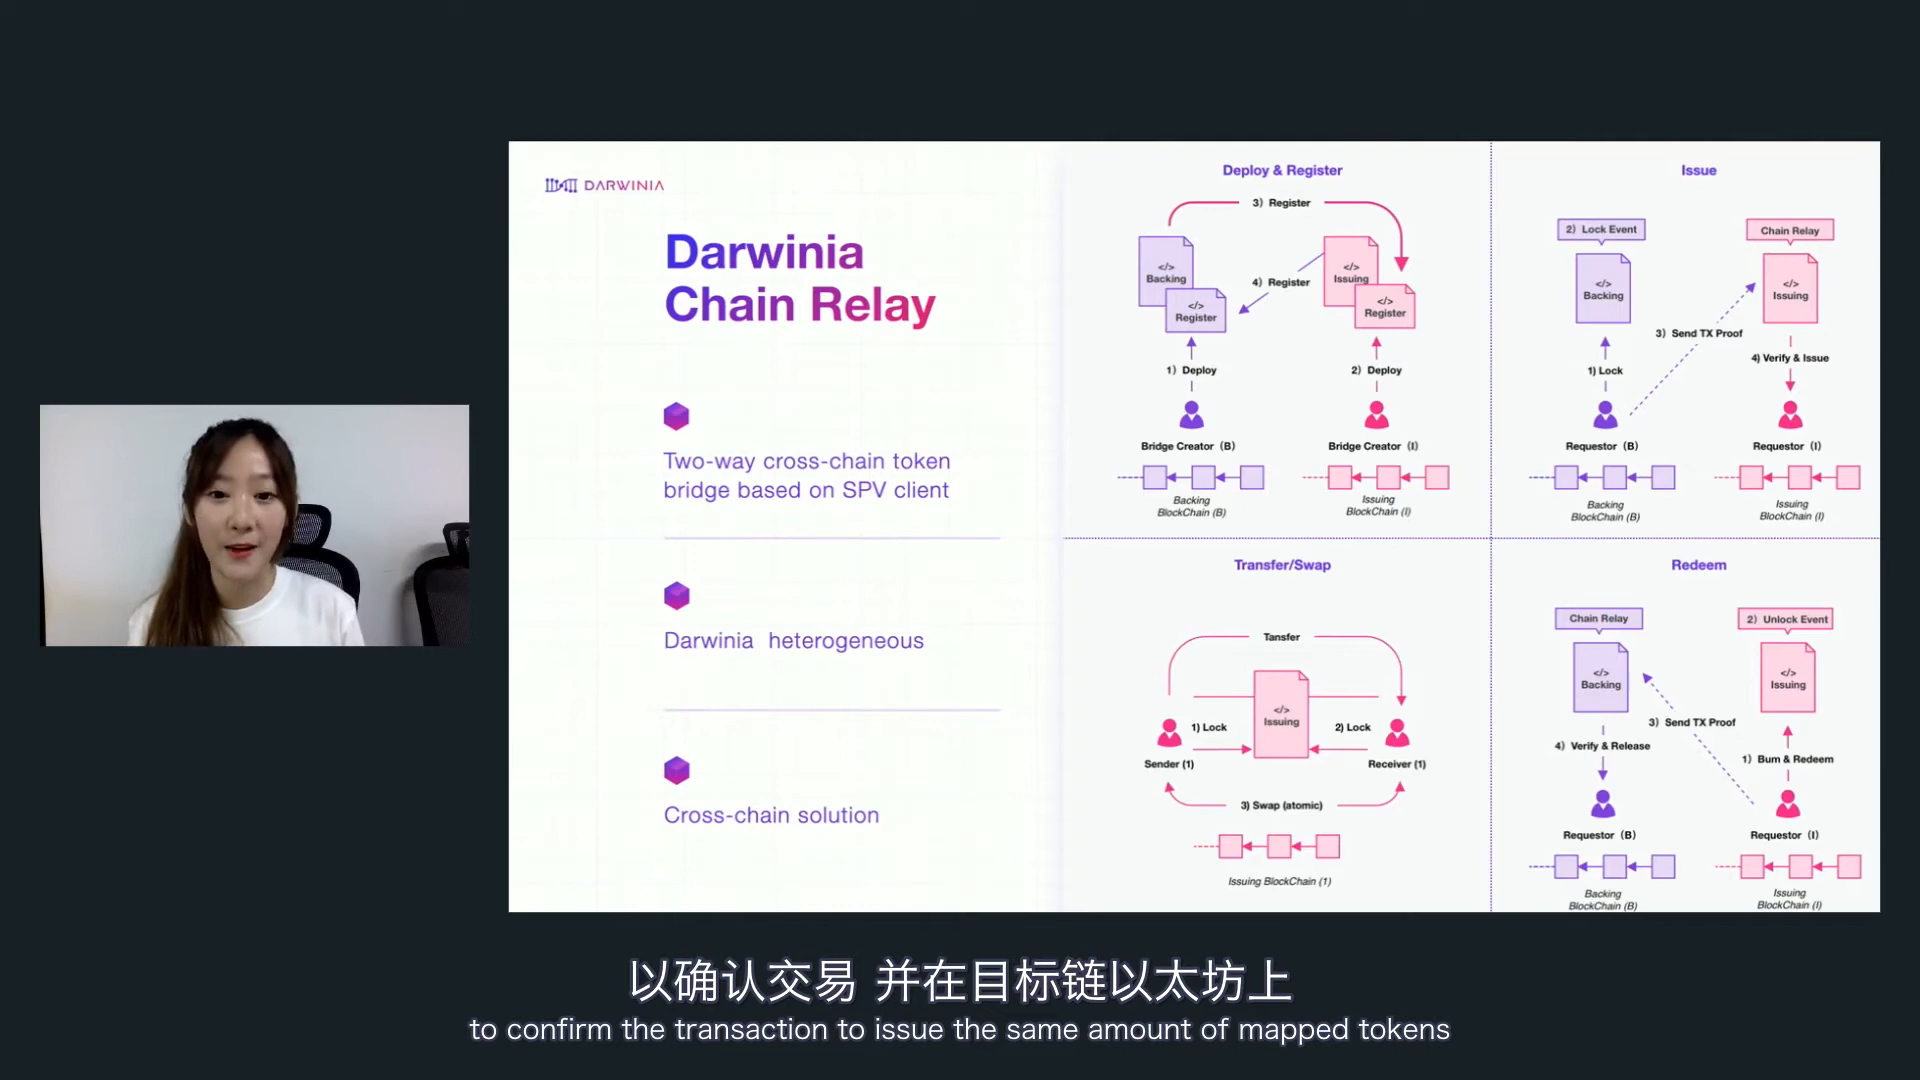 DARWINIA
Darwinia
Chain Relay
Two-way cross-chain token
bridge based on SPV client
Darwinia heterogeneous
Cross-chain solution
Deploy & Register
3) Register
</>
Backing
</>
Register
4) Register
</>
Issuing
</>
Register
1) Deploy
2) Deploy
Bridge Creator (B)
Bridge Creator (I)
Backing
BlockChain (B)
Issuing
BlockChain (I)
Issue
2) Lock Event
Chain Relay
</>
Backing
</>
Issuing
3) Send TX Proof
1) Lock
4) Verify & Issue
Requestor (B)
Requestor (I)
Backing
BlockChain (B)
Issuing
BlockChain (I)
Transfer/Swap
Tansfer
</>
Issuing
1) Lock
2) Lock
Sender (1)
Receiver (1)
3) Swap (atomic)
Issuing BlockChain (1)
Redeem
Chain Relay
2) Unlock Event
</>
Backing
</>
Issuing
3) Send TX Proof
4) Verify & Release
1) Bum & Redeem
Requestor (B)
Requestor (I)
Backing
BlockChain (B)
Issuing
BlockChain (I)
以确认交易 并在目标链以太坊上
to confirm the transaction to issue the same amount of mapped tokens